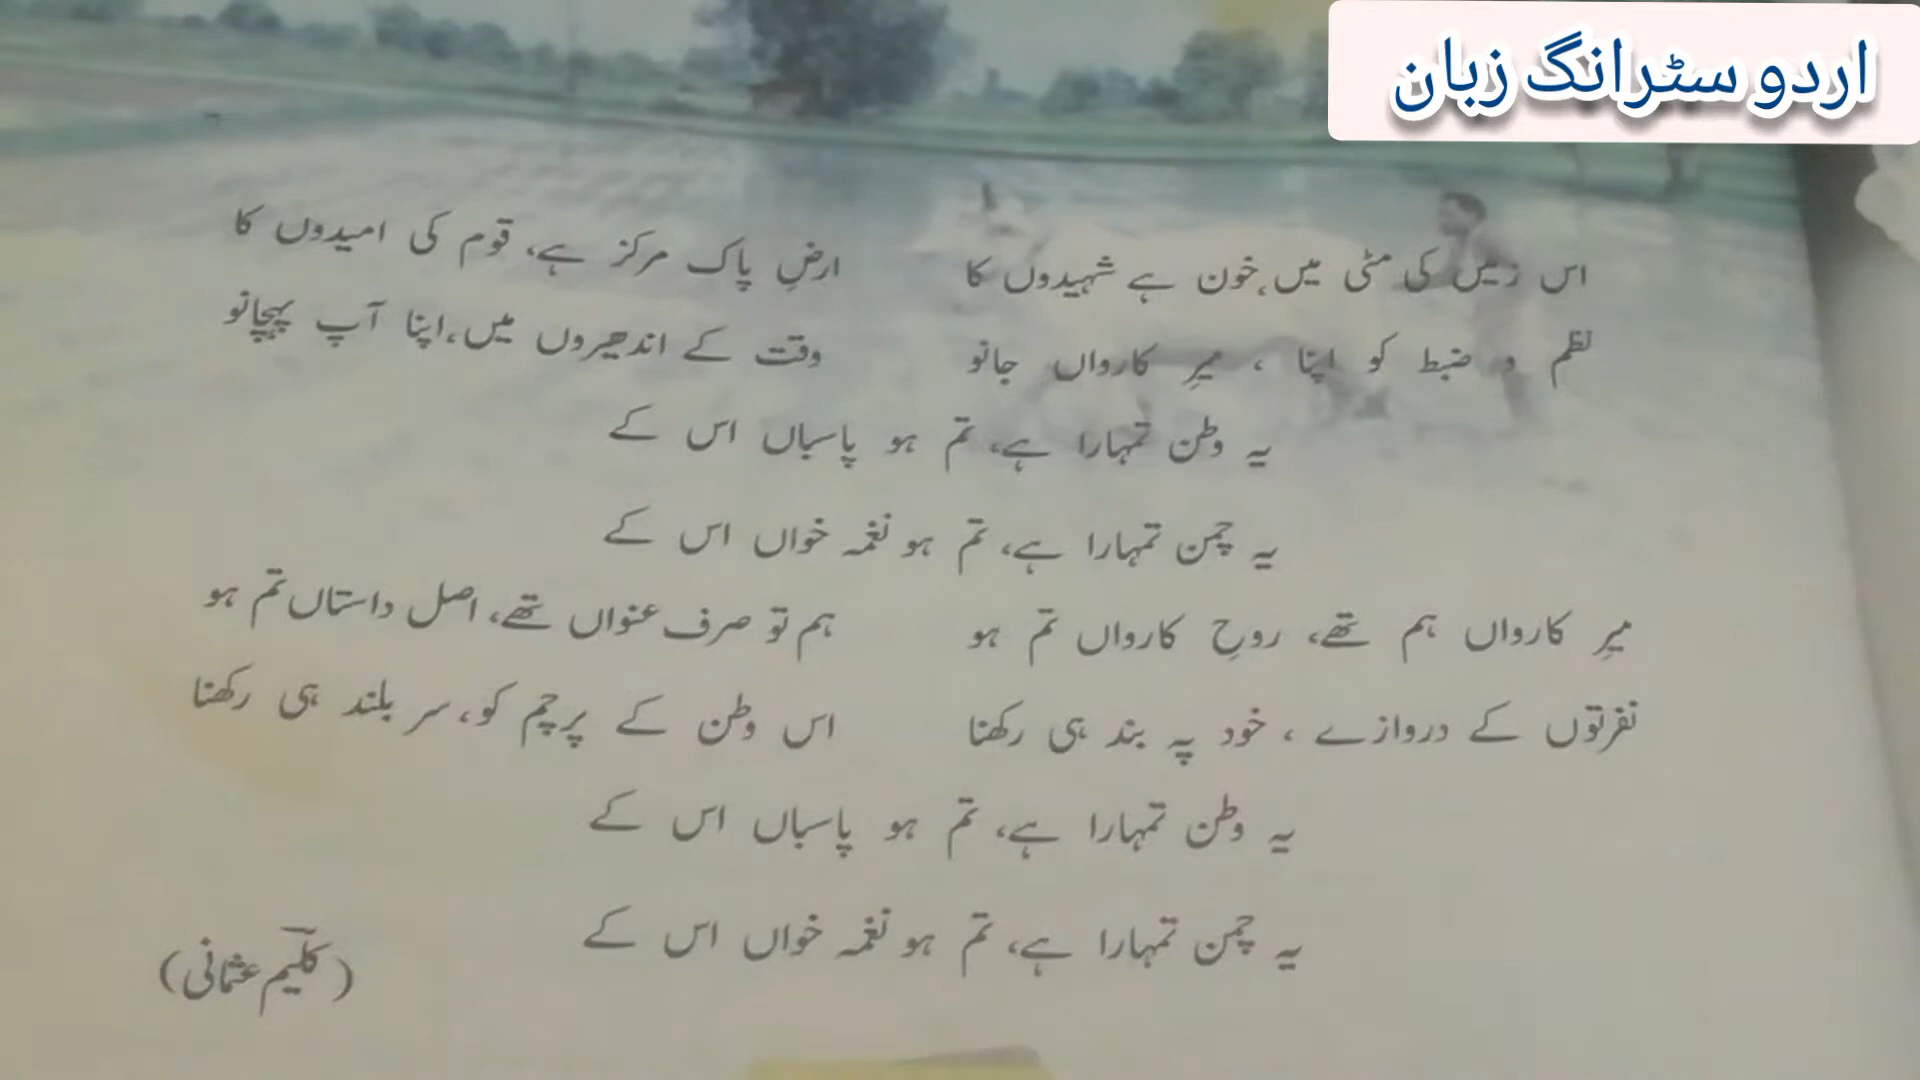 اردو سٹرانگ زبان
اس زمیں کی مٹی میں، خون ہے شہیدوں کا ارضِ پاک مرکز ہے، قوم کی امیدوں کا
نظم و ضبط کو اپنا ، میرِ کارواں جانو وقت کے اندھیروں میں، اپنا آپ پہچانو
یہ وطن تمہارا ہے، تم ہو پاسباں اس کے
یہ چمن تمہارا ہے، تم ہو نغمہ خواں اس کے
میرِ کارواں ہم تھے، روحِ کارواں تم ہو ہم تو صرف عنواں تھے، اصل داستاں تم ہو
نفرتوں کے دروازے ، خود پہ بند ہی رکھنا اس وطن کے پرچم کو، سر بلند ہی رکھنا
یہ وطن تمہارا ہے، تم ہو پاسباں اس کے
یہ چمن تمہارا ہے، تم ہو نغمہ خواں اس کے
(کلیم عثمانی)